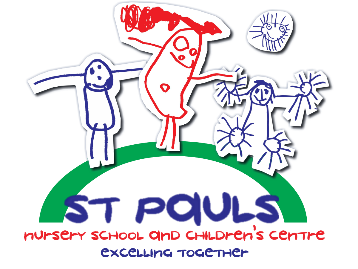 ST PAULS
NURSERY SCHOOL AND CHILDREN'S CENTRE
EXCELLING TOGETHER